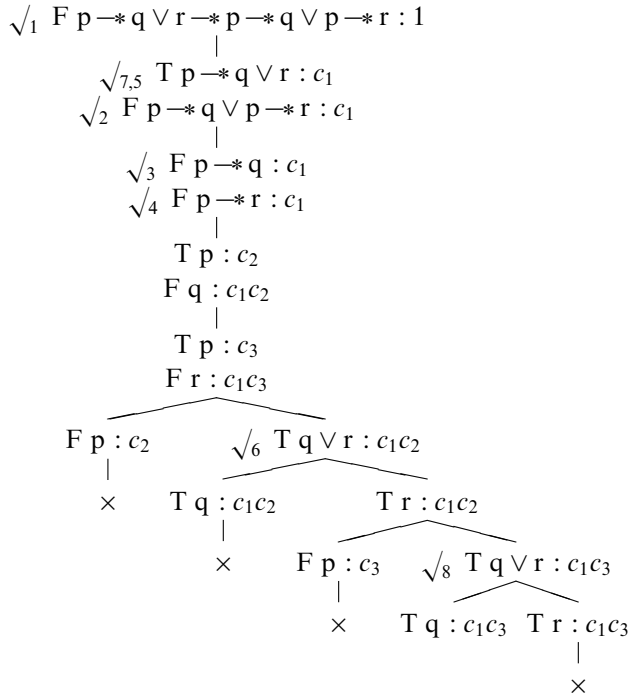 √1 F p −∗ q ∨ r −∗ p −∗ q ∨ p −∗ r : 1
√7,5 T p −∗ q ∨ r : c1
√2 F p −∗ q ∨ p −∗ r : c1
√3 F p −∗ q : c1
√4 F p −∗ r : c1
T p : c2
F q : c1c2
T p : c3
F r : c1c3
F p : c2 √6 T q ∨ r : c1c2
× T q : c1c2 T r : c1c2
× F p : c3 √8 T q ∨ r : c1c3
× T q : c1c3 T r : c1c3
×